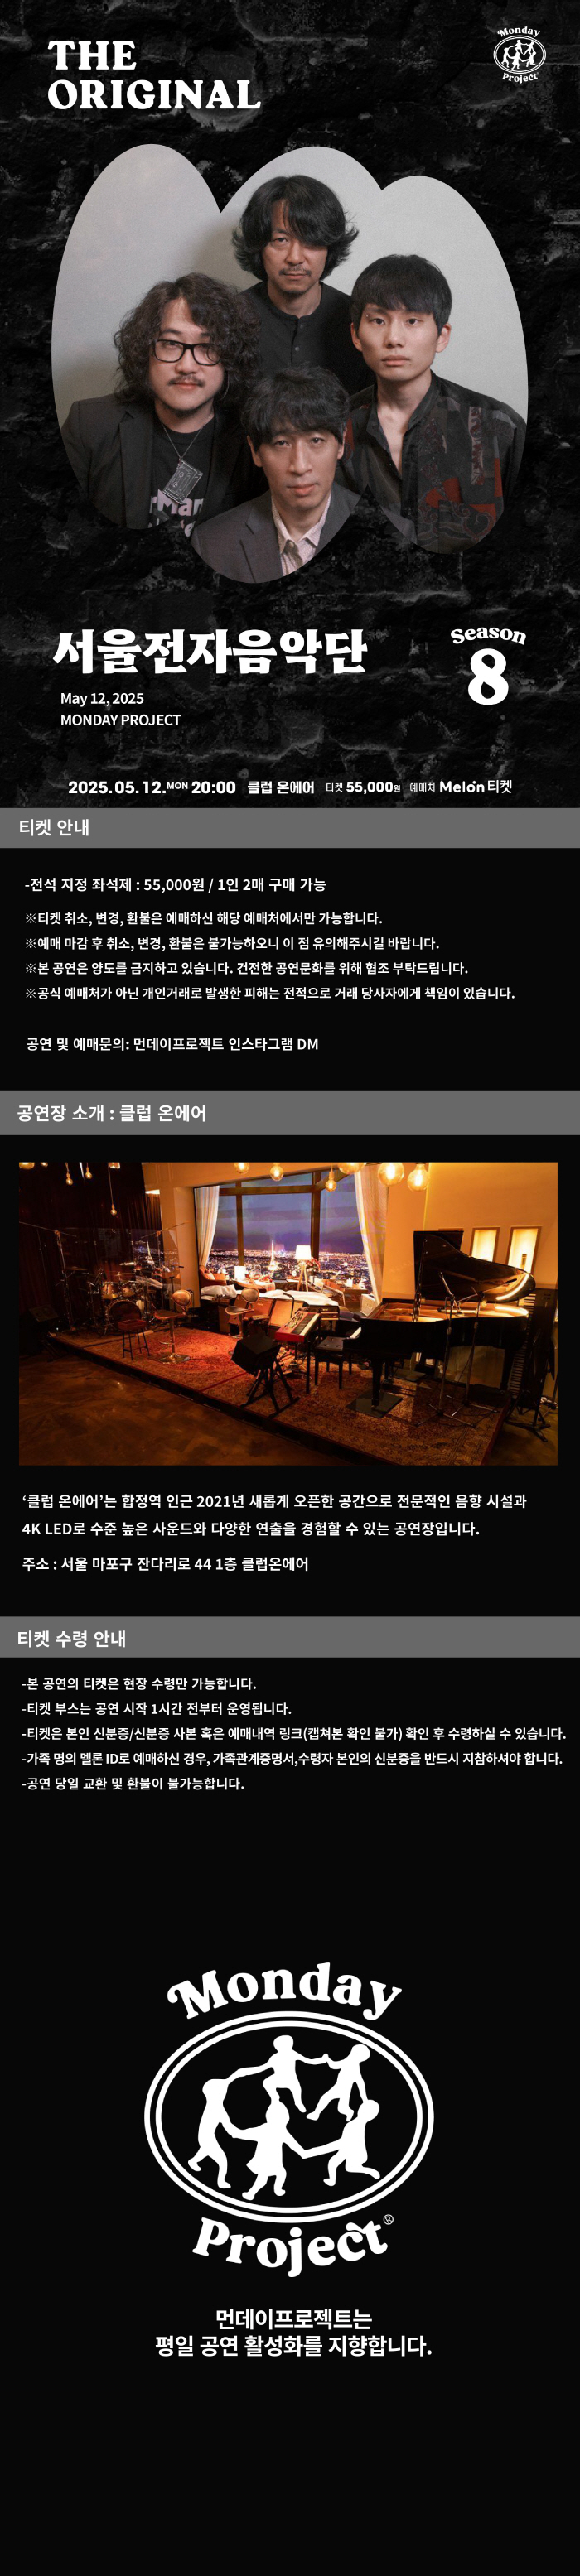 THE
ORIGINAL
Monday
Project
서울전자음악단
May 12, 2025
MONDAY PROJECT
Season
8
2025. 05. 12.MON 20:00 클럽 온에어 티켓 55,000원 예매처 Melon 티켓
티켓 안내
-전석 지정 좌석제 : 55,000원 / 1인 2매 구매 가능
※티켓 취소, 변경, 환불은 예매하신 해당 예매처에서만 가능합니다.
※예매 마감 후 취소, 변경, 환불은 불가능하오니 이 점 유의해주시길 바랍니다.
※본 공연은 양도를 금지하고 있습니다. 건전한 공연문화를 위해 협조 부탁드립니다.
※공식 예매처가 아닌 개인거래로 발생한 피해는 전적으로 거래 당사자에게 책임이 있습니다.
공연 및 예매문의: 먼데이프로젝트 인스타그램 DM
공연장 소개 : 클럽 온에어
‘클럽 온에어’는 합정역 인근 2021년 새롭게 오픈한 공간으로 전문적인 음향 시설과
4K LED로 수준 높은 사운드와 다양한 연출을 경험할 수 있는 공연장입니다.
주소 : 서울 마포구 잔다리로 44 1층 클럽온에어
티켓 수령 안내
-본 공연의 티켓은 현장 수령만 가능합니다.
-티켓 부스는 공연 시작 1시간 전부터 운영됩니다.
-티켓은 본인 신분증/신분증 사본 혹은 예매내역 링크(캡쳐본 확인 불가) 확인 후 수령하실 수 있습니다.
-가족 명의 멜론 ID로 예매하신 경우, 가족관계증명서,수령자 본인의 신분증을 반드시 지참하셔야 합니다.
-공연 당일 교환 및 환불이 불가능합니다.
Monday
Project
먼데이프로젝트는
평일 공연 활성화를 지향합니다.